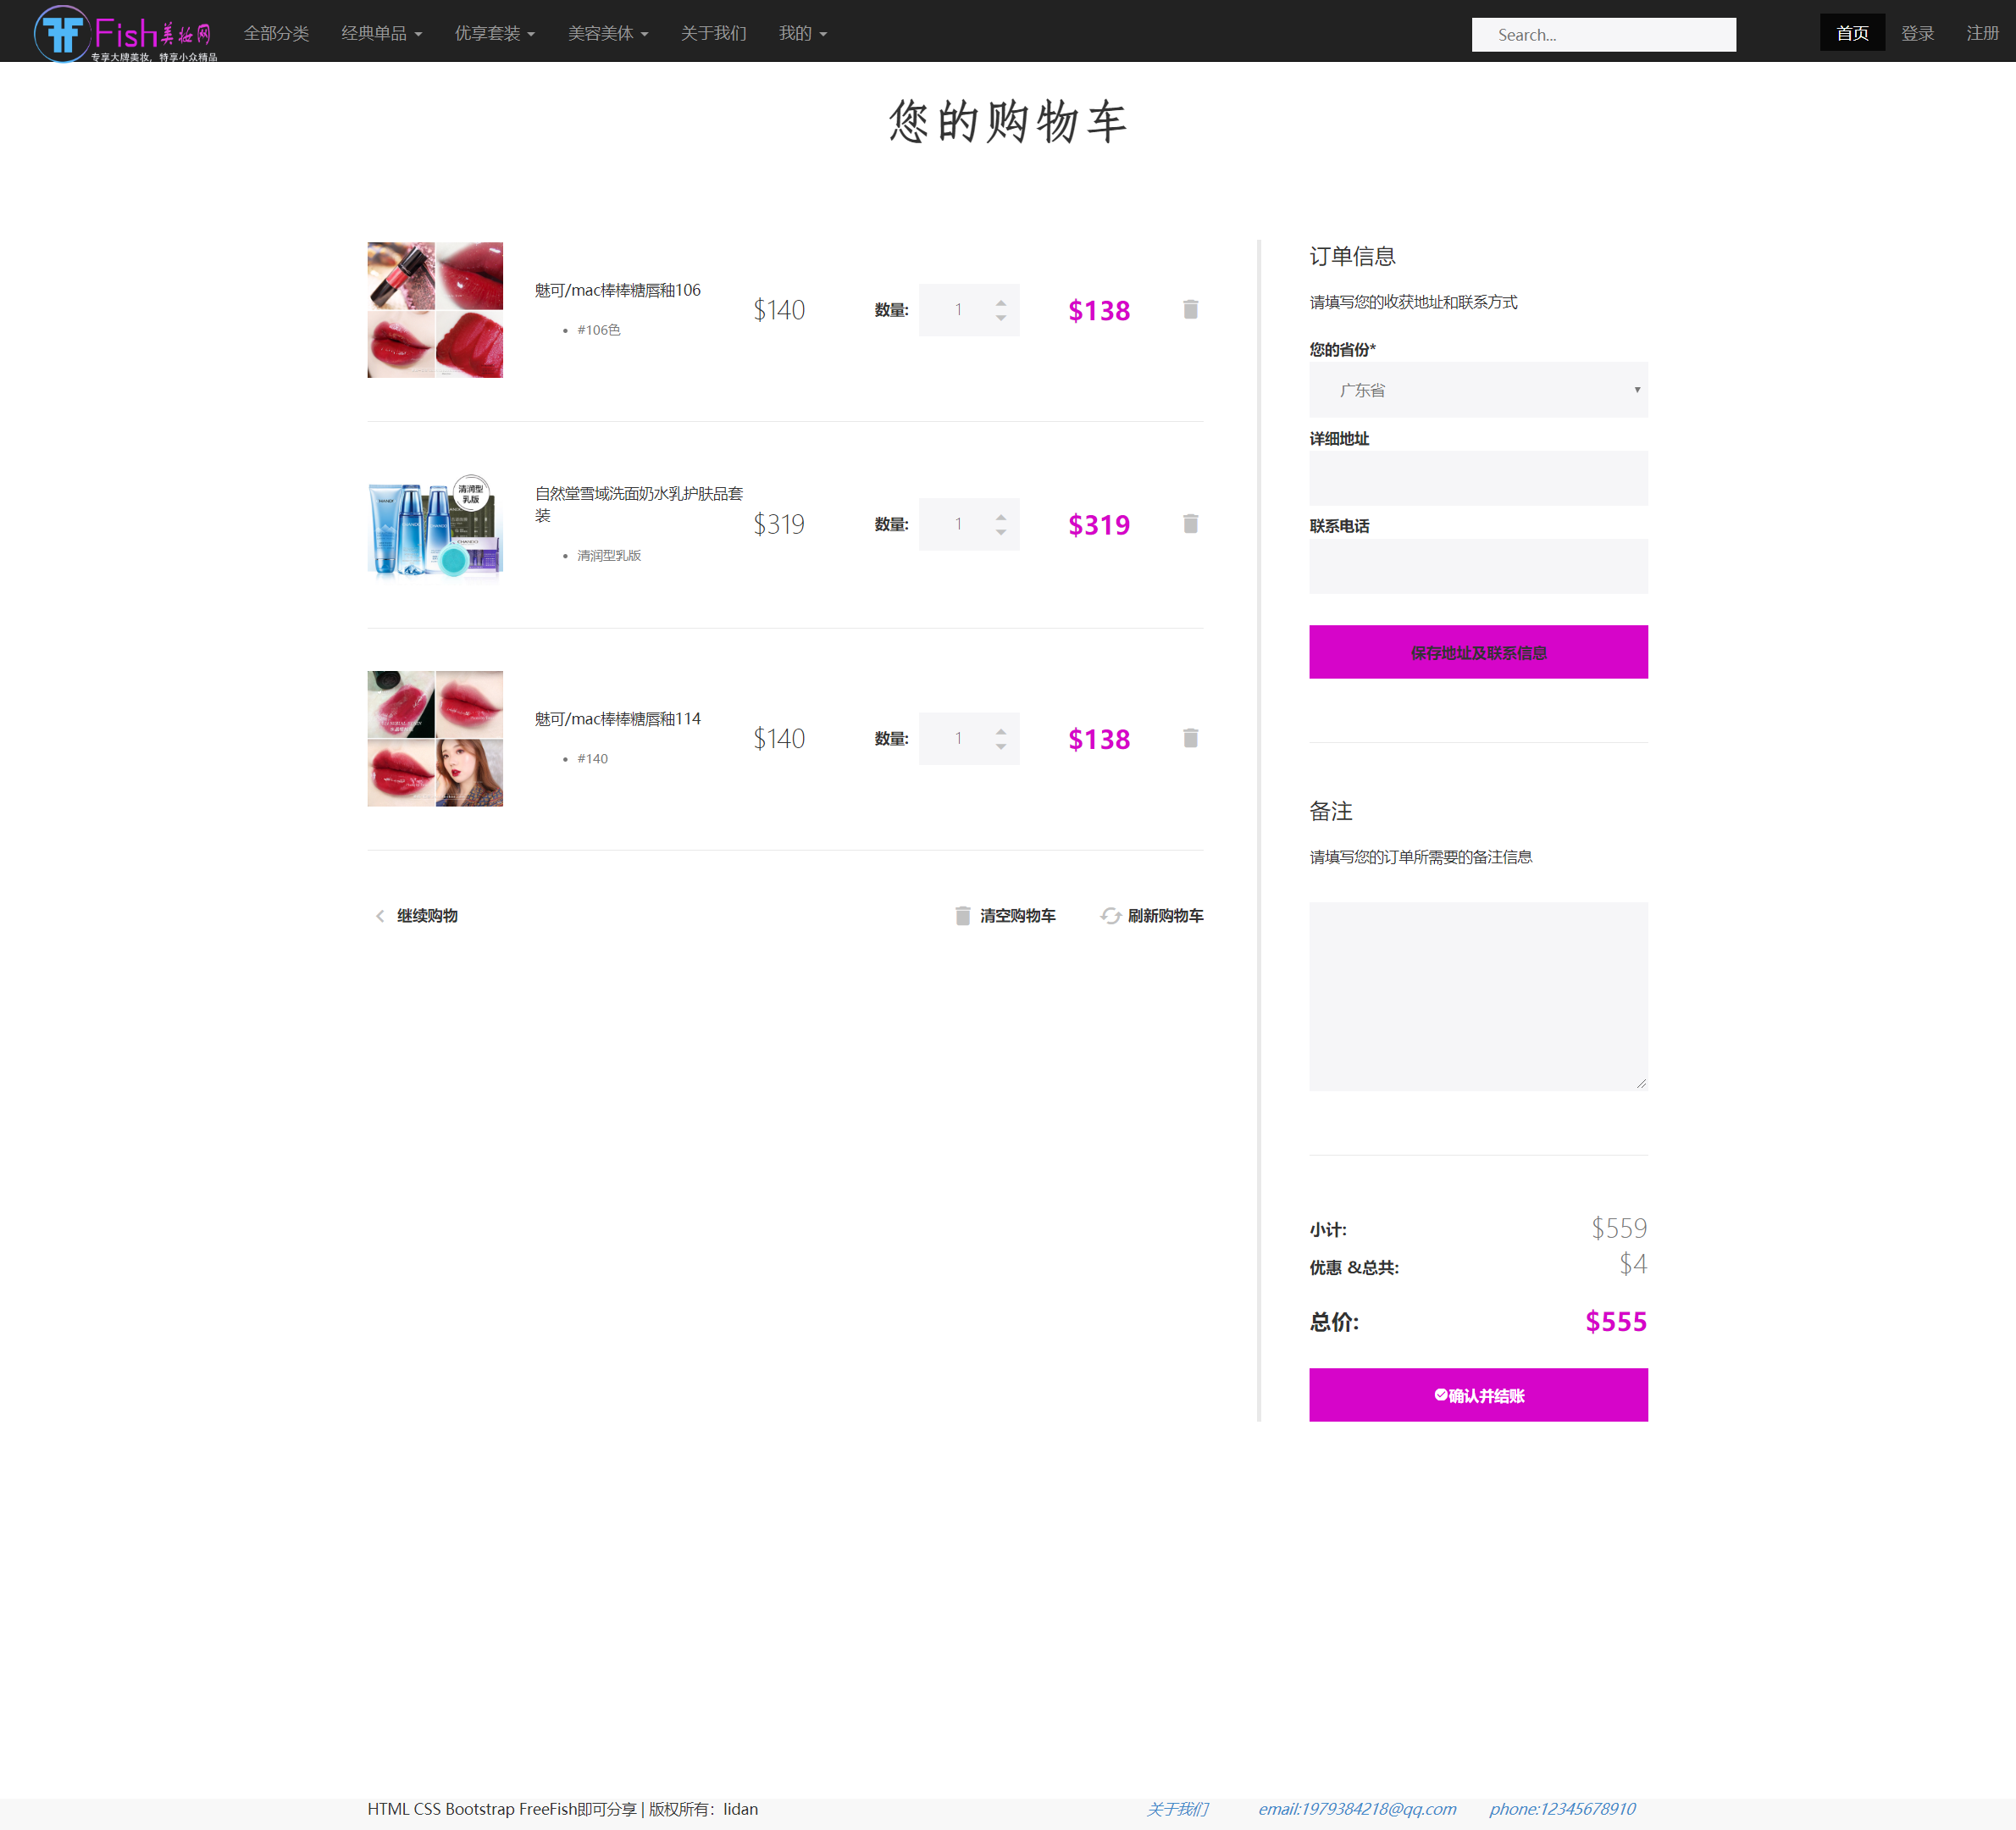 Fish美妆网
专享大牌美妆，特享小众精品
全部分类 经典单品 优享套装 美容美体 关于我们 我的
Search...
首页 登录 注册
您的购物车
魅可/mac棒棒糖唇釉106
#106色
$140
数量:
1
$138
清润型
乳版
自然堂雪域洗面奶水乳护肤品套
装
清润型乳版
$319
数量:
1
$319
魅可/mac棒棒糖唇釉114
#140
$140
数量:
1
$138
继续购物
清空购物车
刷新购物车
订单信息
请填写您的收获地址和联系方式
您的省份*
广东省
详细地址
联系电话
保存地址及联系信息
备注
请填写您的订单所需要的备注信息
小计: $559
优惠 &总共: $4
总价: $555
确认并结账
HTML CSS Bootstrap FreeFish即可分享 | 版权所有：lidan
关于我们 email:1979384218@qq.com phone:12345678910